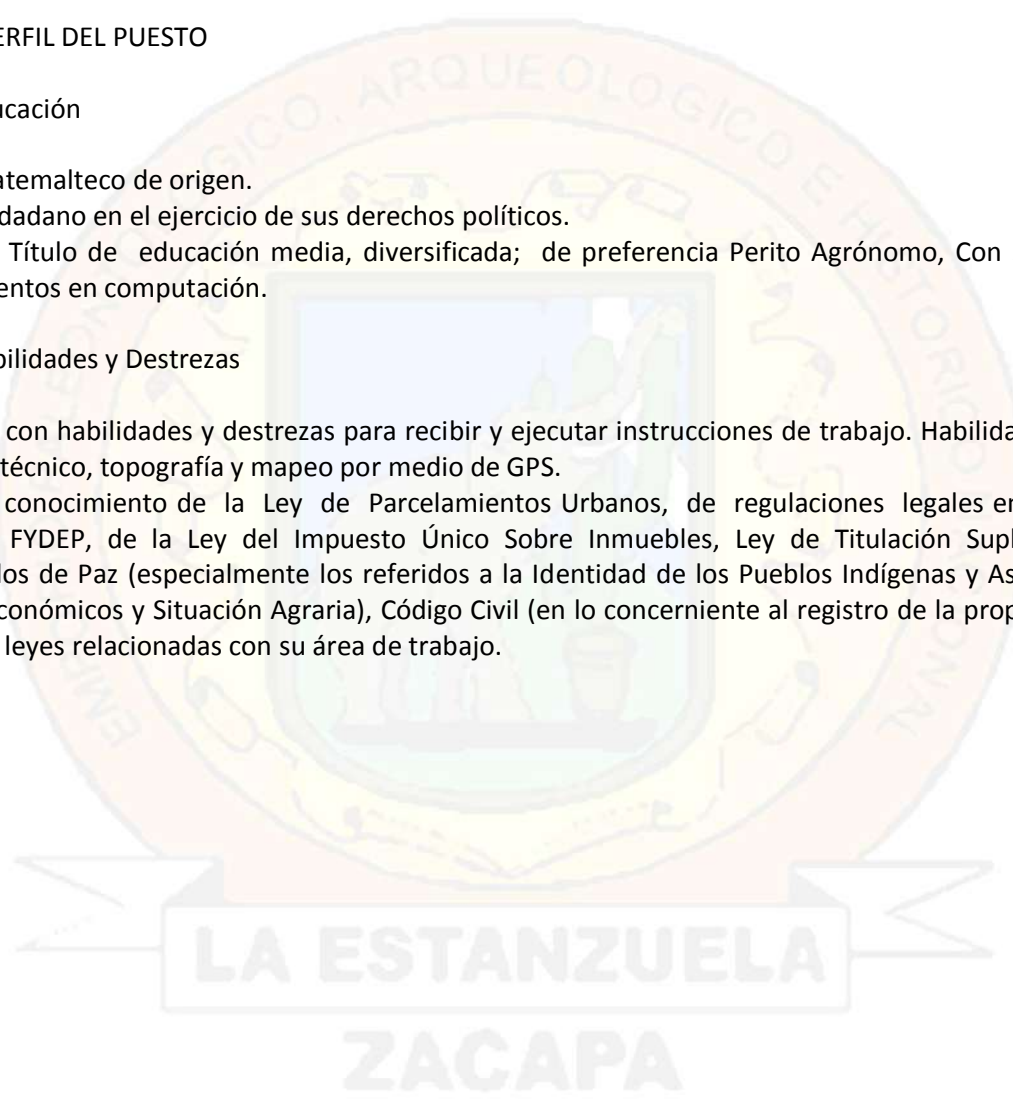 ERFIL DEL PUESTO
ucación
atemalteco de origen.
dadano en el ejercicio de sus derechos políticos.
Título de educación media, diversificada; de preferencia Perito Agrónomo, Con
entos en computación.
bilidades y Destrezas
con habilidades y destrezas para recibir y ejecutar instrucciones de trabajo. Habilida
técnico, topografía y mapeo por medio de GPS.
conocimiento de la Ley de Parcelamientos Urbanos, de regulaciones legales en
FYDEP, de la Ley del Impuesto Único Sobre Inmuebles, Ley de Titulación Supl
dos de Paz (especialmente los referidos a la Identidad de los Pueblos Indígenas y As
conómicos y Situación Agraria), Código Civil (en lo concerniente al registro de la prop
leyes relacionadas con su área de trabajo.
LA ESTANZUELA
ZACAPA